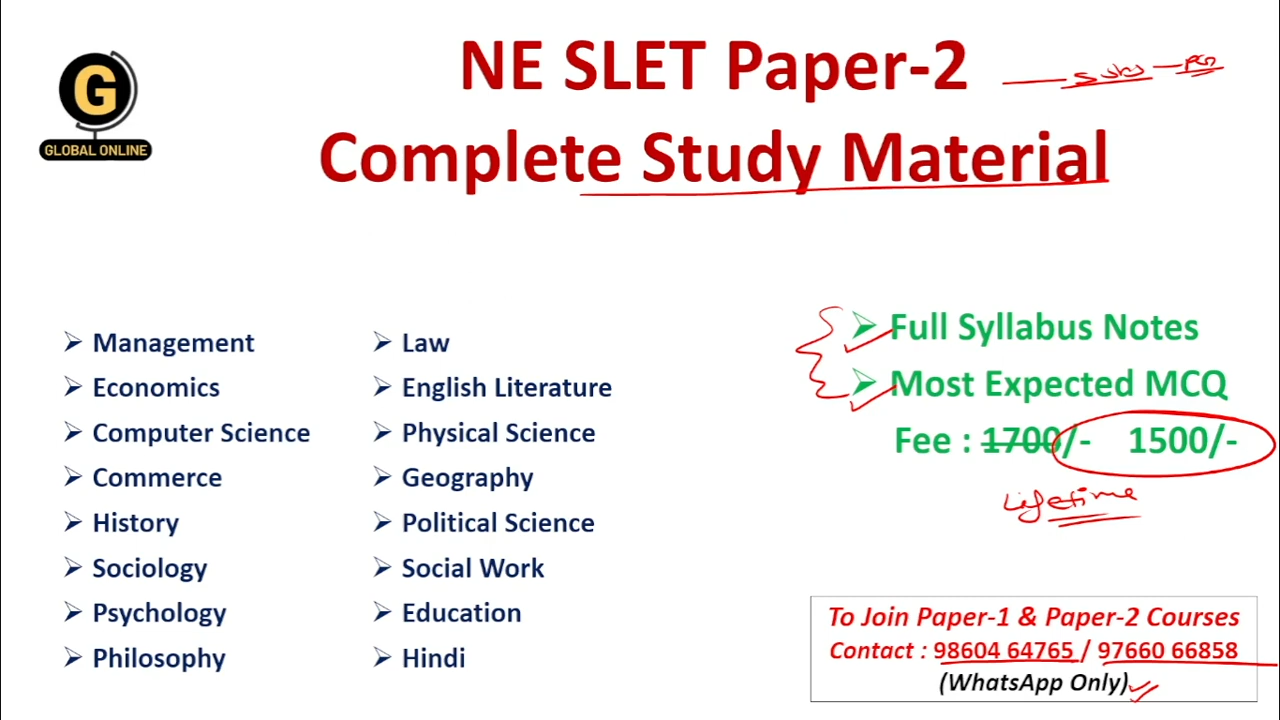 G
GLOBAL ONLINE
NE SLET Paper-2
Subj - PG
Complete Study Material
Management
Economics
Computer Science
Commerce
History
Sociology
Psychology
Philosophy
Law
English Literature
Physical Science
Geography
Political Science
Social Work
Education
Hindi
Full Syllabus Notes
Most Expected MCQ
Fee : 1700/- 1500/-
Lifetime
To Join Paper-1 & Paper-2 Courses
Contact : 98604 64765 / 97660 66858
(WhatsApp Only)